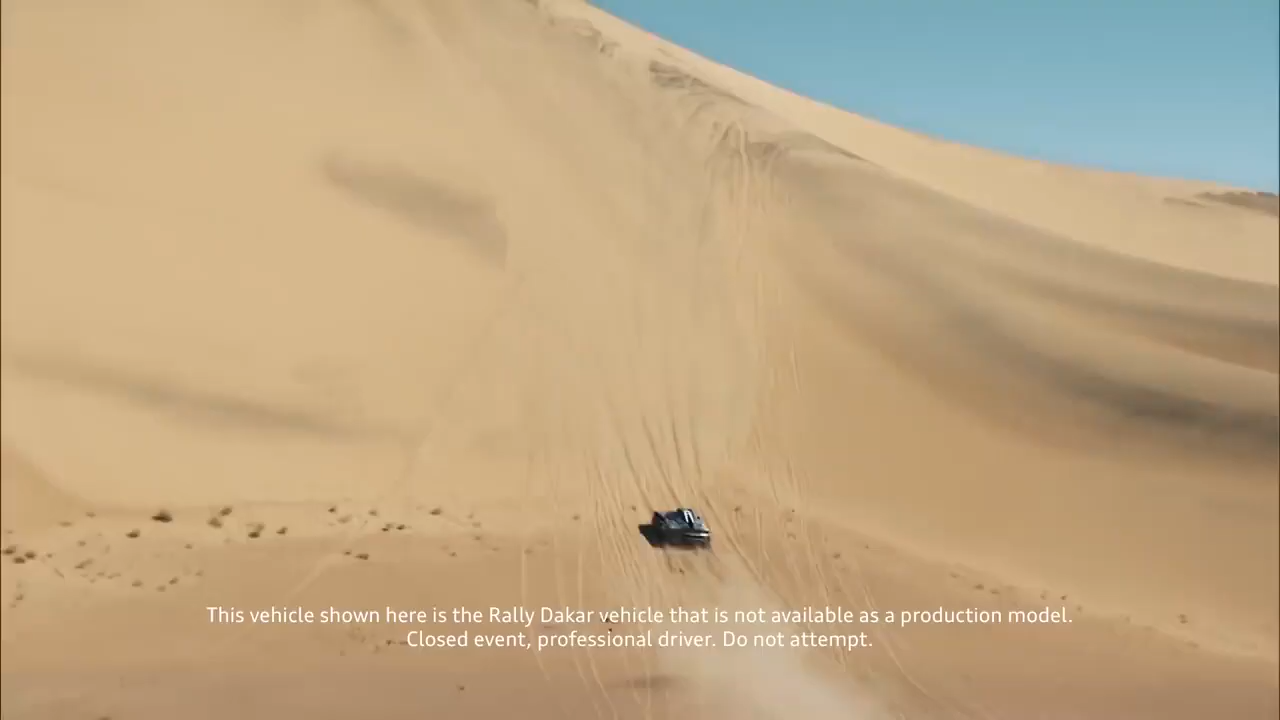 This vehicle shown here is the Rally Dakar vehicle that is not available as a production model.
Closed event, professional driver. Do not attempt.